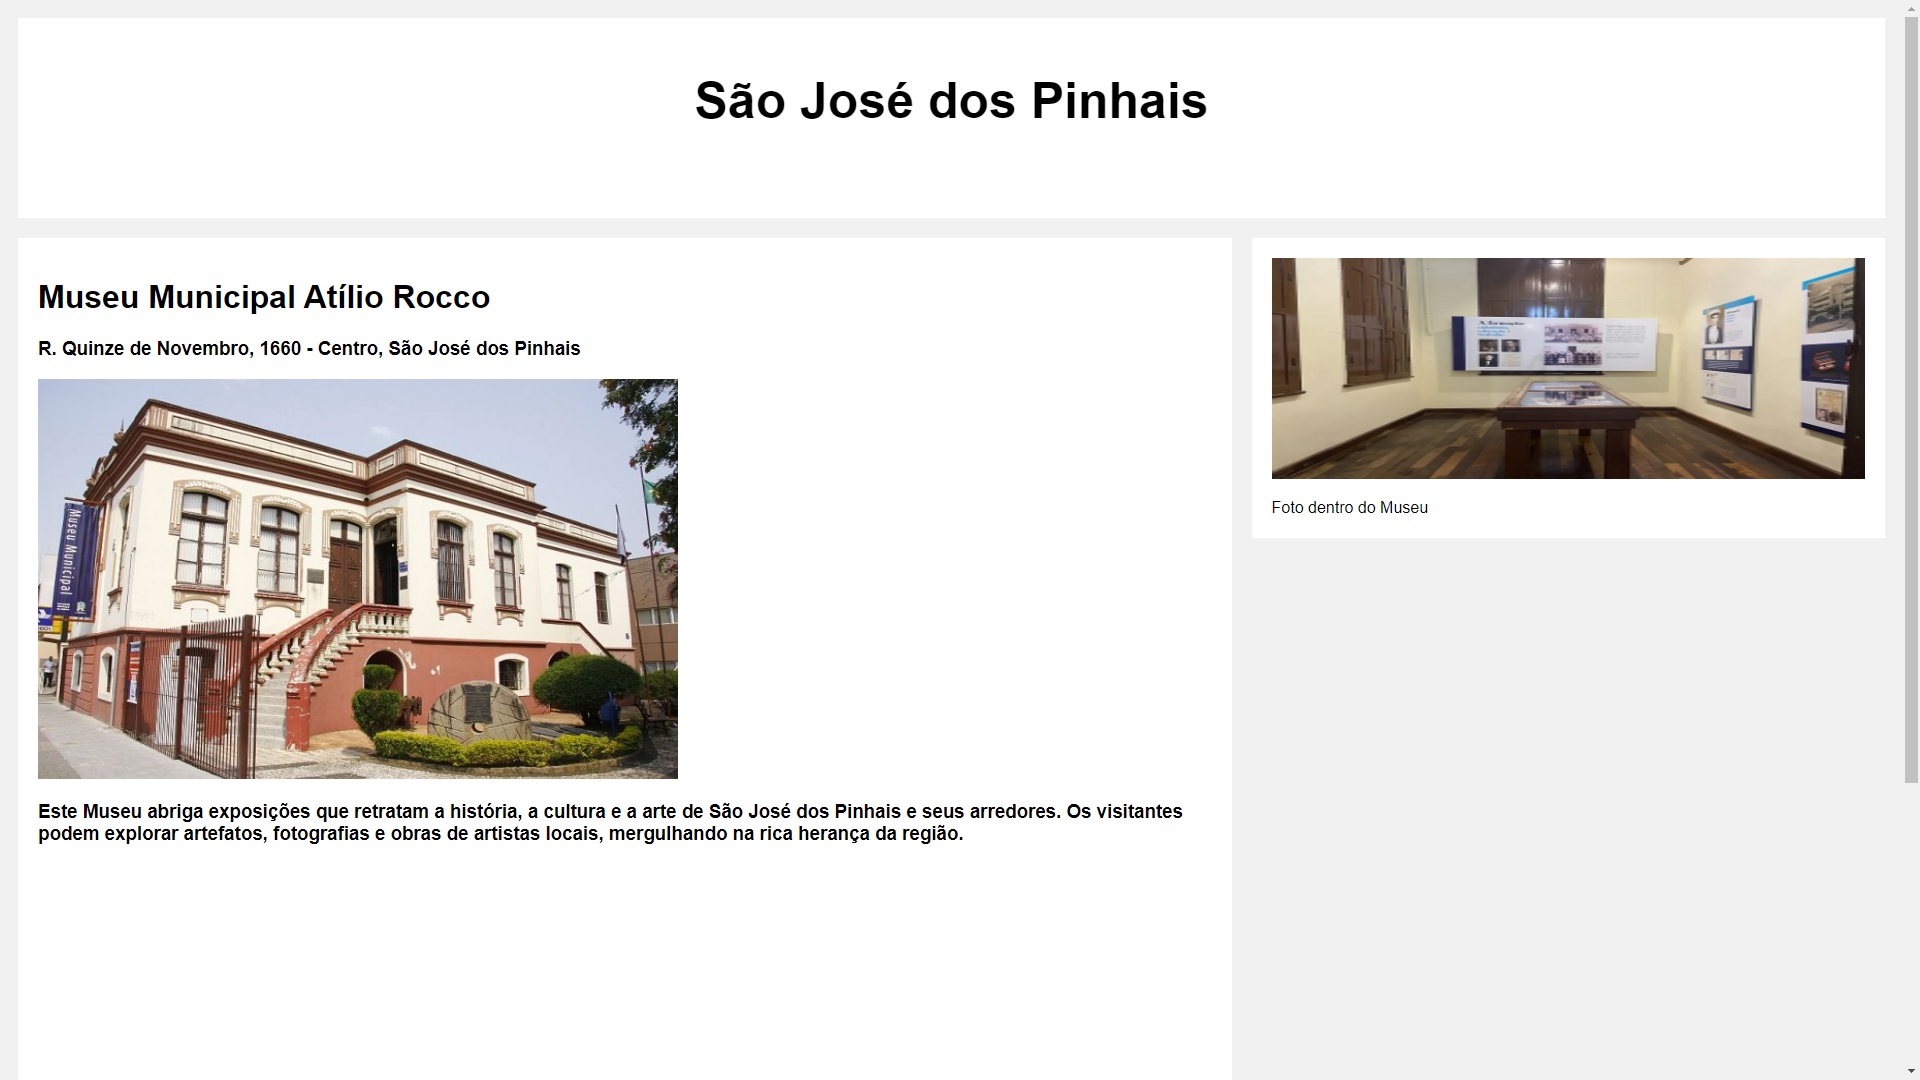 São José dos Pinhais
Museu Municipal Atílio Rocco
R. Quinze de Novembro, 1660 - Centro, São José dos Pinhais
Museu Municipal
Este Museu abriga exposições que retratam a história, a cultura e a arte de São José dos Pinhais e seus arredores. Os visitantes
podem explorar artefatos, fotografias e obras de artistas locais, mergulhando na rica herança da região.
Foto dentro do Museu